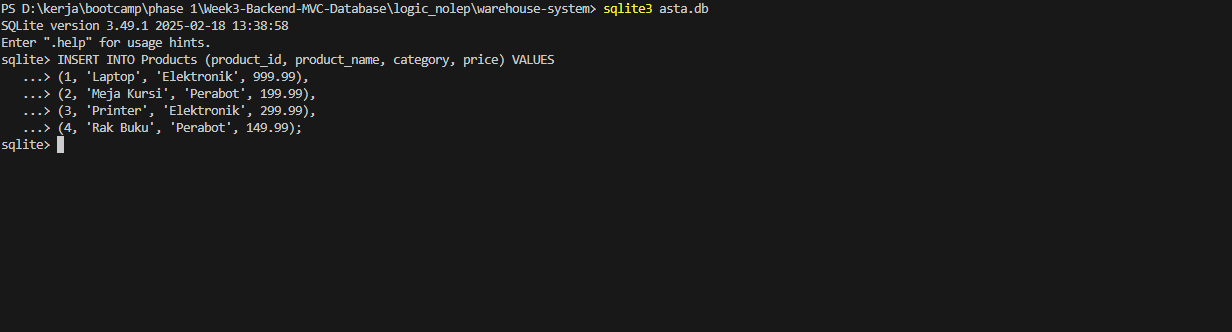 PS D:\kerja\bootcamp\phase 1\Week3-Backend-MVC-Database\logic_nolep\warehouse-system> sqlite3 asta.db
SQLite version 3.49.1 2025-02-18 13:38:58
Enter ".help" for usage hints.
sqlite> INSERT INTO Products (product_id, product_name, category, price) VALUES
   ...> (1, 'Laptop', 'Elektronik', 999.99),
   ...> (2, 'Meja Kursi', 'Perabot', 199.99),
   ...> (3, 'Printer', 'Elektronik', 299.99),
   ...> (4, 'Rak Buku', 'Perabot', 149.99);
sqlite>